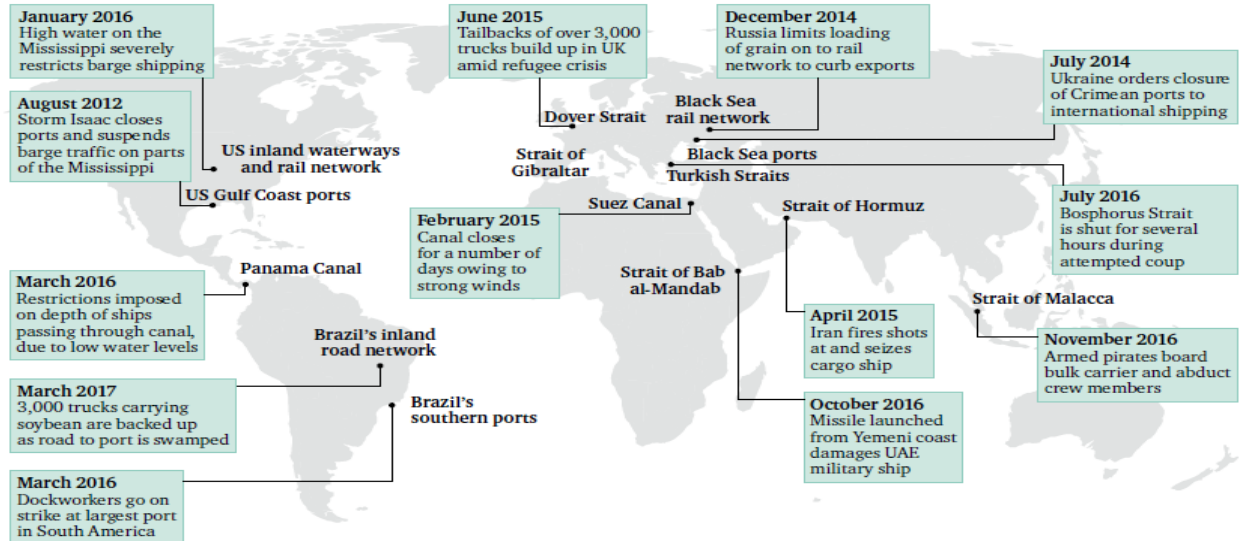 January 2016
High water on the
Mississippi severely
restricts barge shipping
August 2012
Storm Isaac closes
ports and suspends
barge traffic on parts
of the Mississippi
US inland waterways
and rail network
US Gulf Coast ports
June 2015
Tailbacks of over 3,000
trucks build up in UK
amid refugee crisis
Dover Strait
December 2014
Russia limits loading
of grain on to rail
network to curb exports
Black Sea
rail network
July 2014
Ukraine orders closure
of Crimean ports to
international shipping
Black Sea ports
Strait of
Gibraltar
Turkish Straits
July 2016
Bosphorus Strait
is shut for several
hours during
attempted coup
February 2015
Canal closes
for a number of
days owing to
strong winds
Suez Canal
Strait of Hormuz
April 2015
Iran fires shots
at and seizes
cargo ship
Strait of Bab
al-Mandab
October 2016
Missile launched
from Yemeni coast
damages UAE
military ship
Strait of Malacca
November 2016
Armed pirates board
bulk carrier and abduct
crew members
Panama Canal
March 2016
Restrictions imposed
on depth of ships
passing through canal,
due to low water levels
Brazil's inland
road network
March 2017
3,000 trucks carrying
soybean are backed up
as road to port is swamped
Brazil's
southern ports
March 2016
Dockworkers go on
strike at largest port
in South America